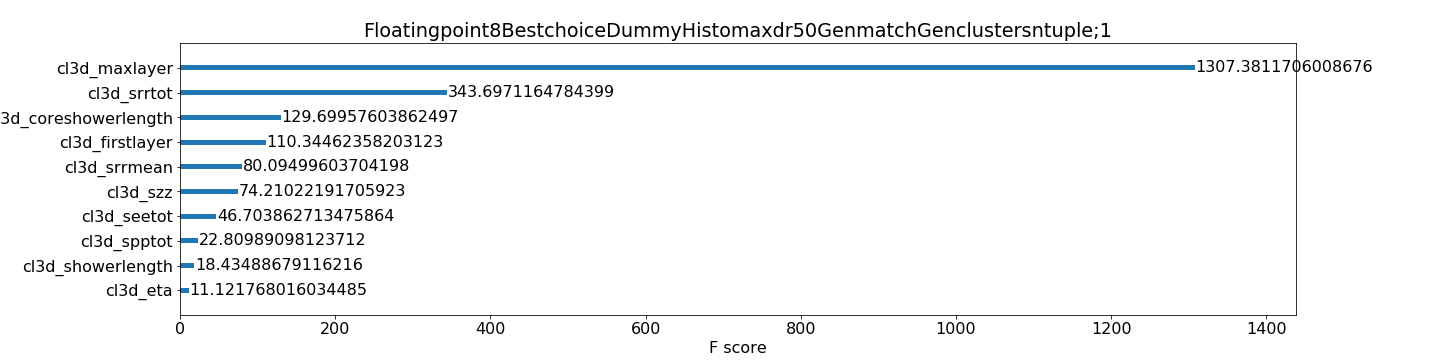 Floatingpoint8BestchoiceDummyHistomaxdr50GenmatchGenclustersntuple;1
cl3d_maxlayer 1307.3811706008676
cl3d_srrtot 343.6971164784399
3d_coreshowerlength 129.69957603862497
cl3d_firstlayer 110.34462358203123
cl3d_srrmean 80.09499603704198
cl3d_szz 74.21022191705923
cl3d_seetot 46.703862713475864
cl3d_spptot 22.80989098123712
cl3d_showerlength 18.43488679116216
cl3d_eta 11.121768016034485
0 200 400 600 800 1000 1200 1400
F score